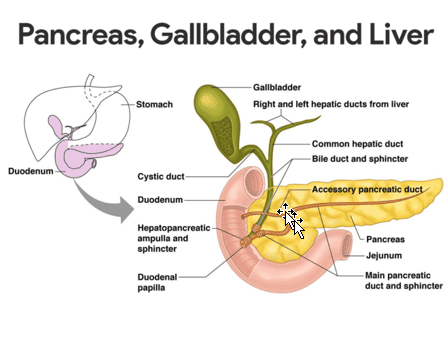 Pancreas, Gallbladder, and Liver
Gallbladder
Right and left hepatic ducts from liver
Stomach
Common hepatic duct
Bile duct and sphincter
Duodenum
Cystic duct
Accessory pancreatic duct
Duodenum
Hepatopancreatic
ampulla and
sphincter
Pancreas
Jejunum
Duodenal
papilla
Main pancreatic
duct and sphincter